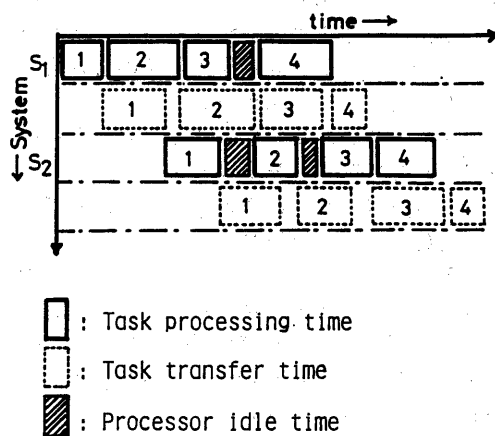 time →
System →
S1
1 2 3 4
1 2 3 4
S2
1 2 3 4
1 2 3 4
: Task processing time
: Task transfer time
: Processor idle time